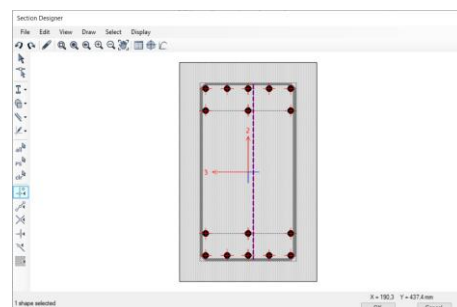 Section Designer
File Edit View Draw Select Display
2
3
1 shape selected
X = 190.3 Y = 437.4 mm